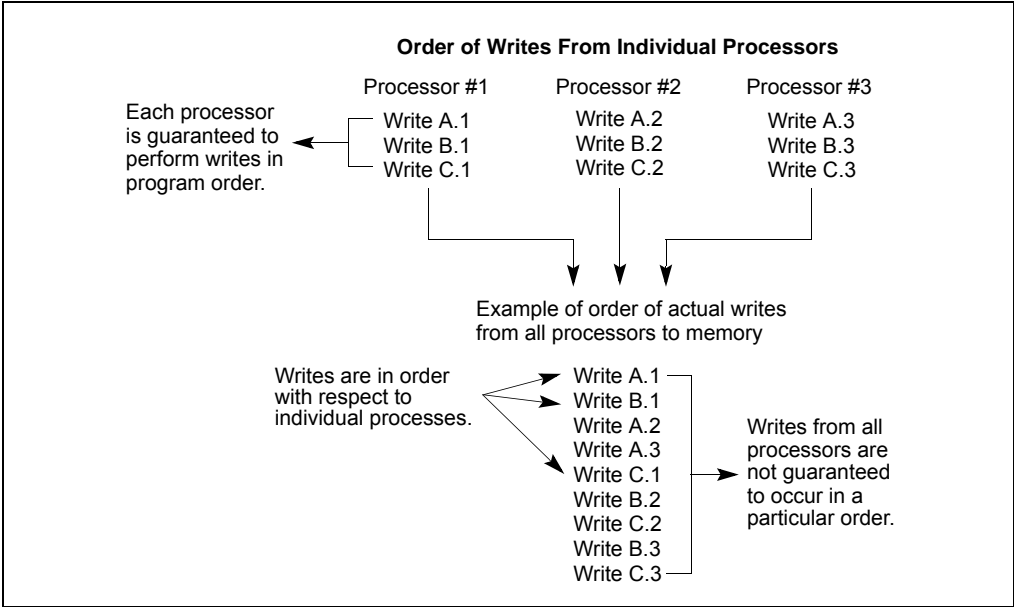 Order of Writes From Individual Processors
Processor #1
Processor #2
Processor #3
Each processor
is guaranteed to
perform writes in
program order.
Write A.1
Write B.1
Write C.1
Write A.2
Write B.2
Write C.2
Write A.3
Write B.3
Write C.3
Example of order of actual writes
from all processors to memory
Writes are in order
with respect to
individual processes.
Write A.1
Write B.1
Write A.2
Write A.3
Write C.1
Write B.2
Write C.2
Write B.3
Write C.3
Writes from all
processors are
not guaranteed
to occur in a
particular order.